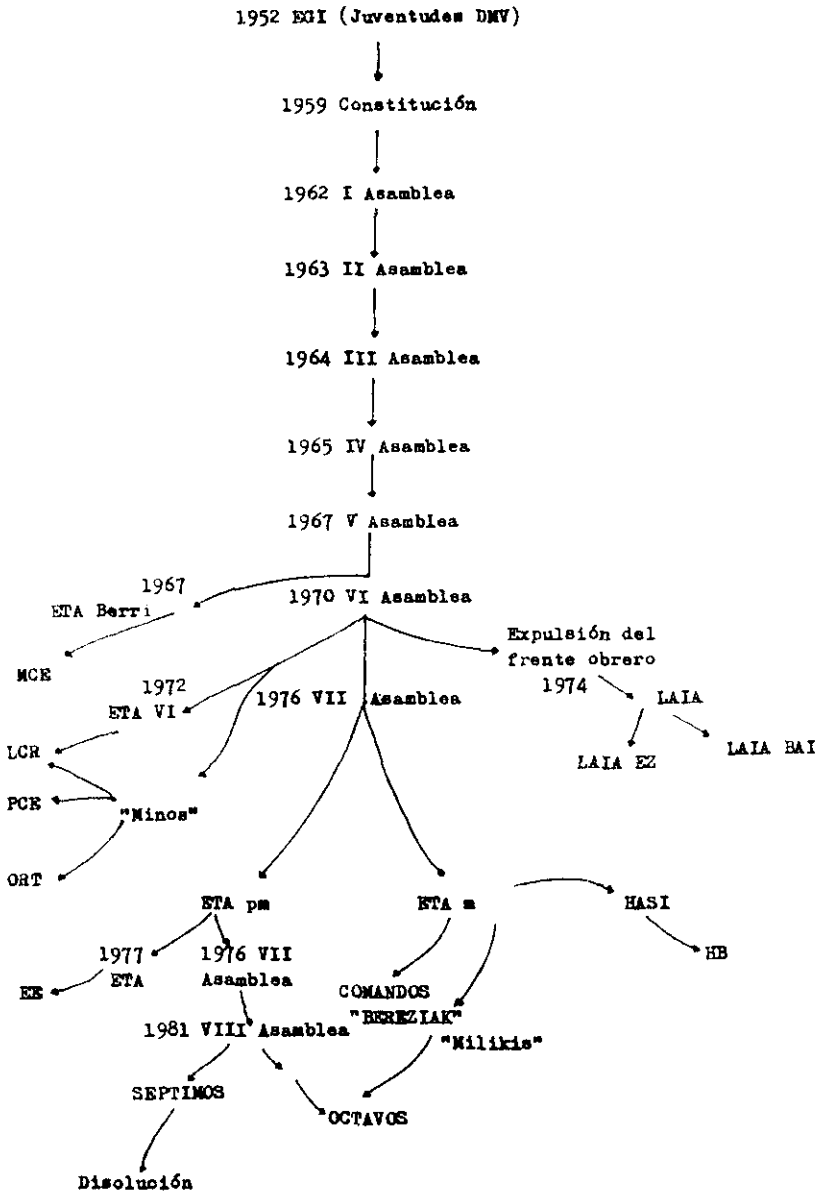 1952 EGI (Juventudes DMV)
1959 Constitución
1962 I Asamblea
1963 II Asamblea
1964 III Asamblea
1965 IV Asamblea
1967 V Asamblea
1967
ETA Berri
1970 VI Asamblea
MCE
Expulsión del
frente obrero
1974
LAIA
LAIA EZ
LAIA BAI
1972
ETA VI
1976 VII Asamblea
LCR
PCE
"Minos"
ORT
ETA pm
ETA m
HASI
HB
1977
ETA
EE
1976 VII
Asamblea
COMANDOS
"BEREZIAK"
"Milikis"
1981 VIII Asamblea
SEPTIMOS
OCTAVOS
Disolución